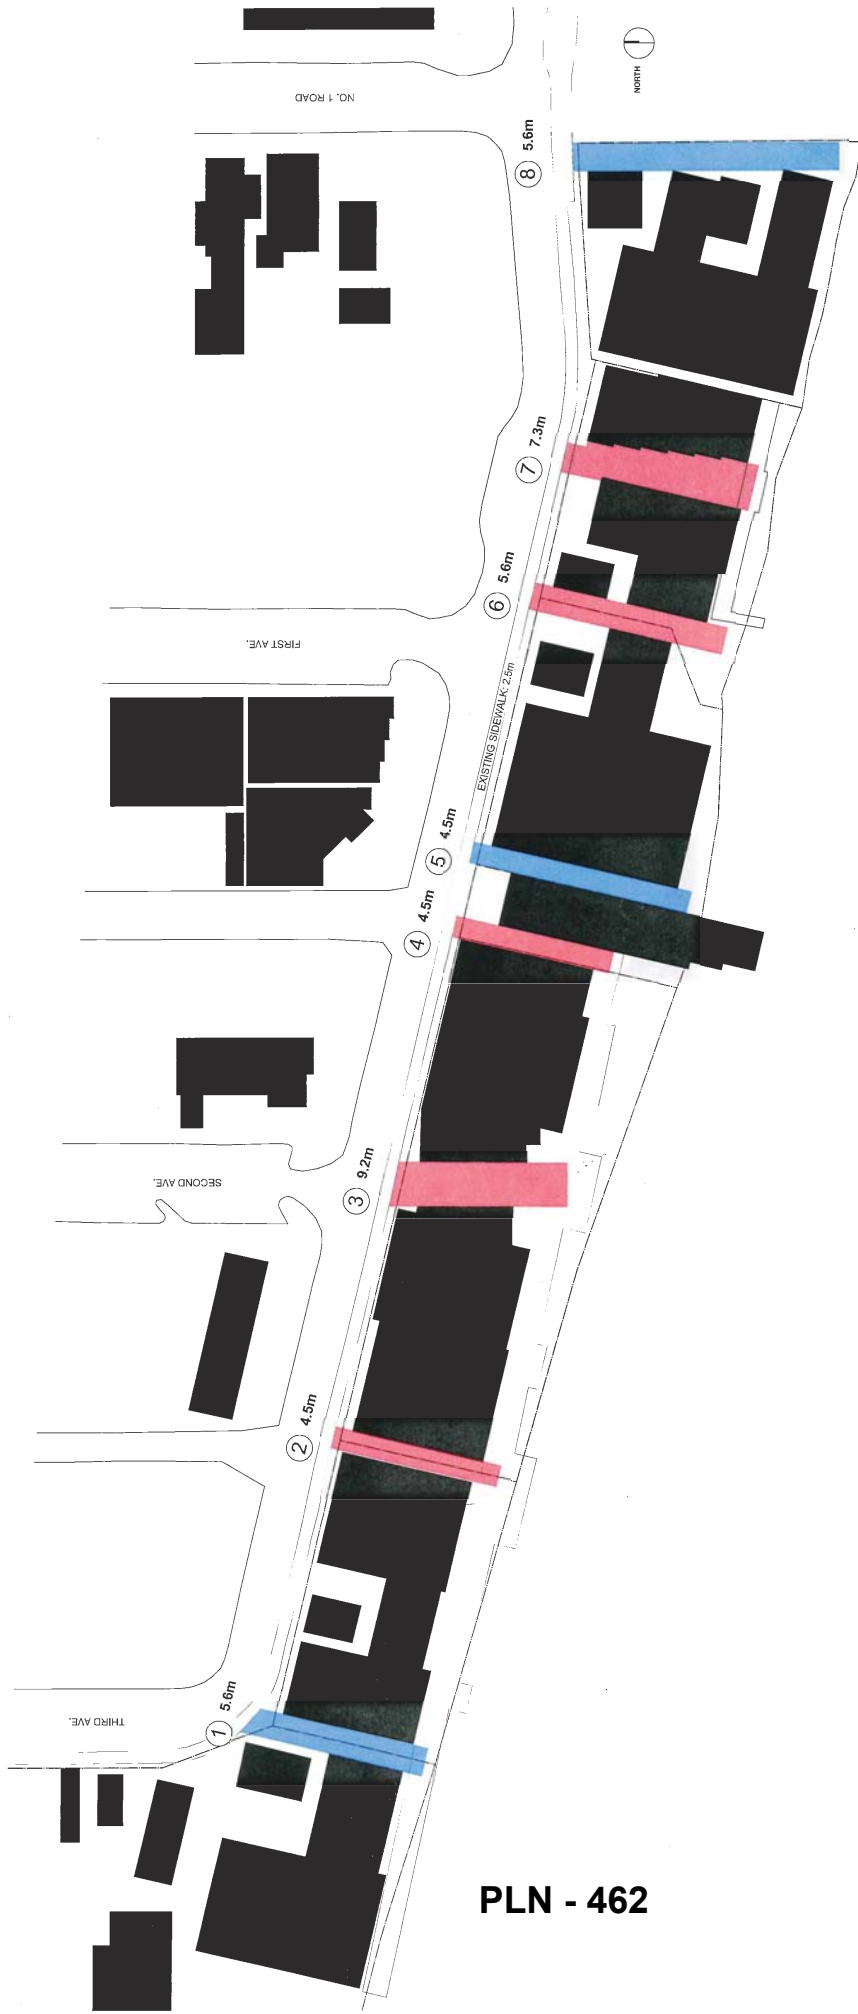 NORTH
NO. 1 ROAD
8 5.6m
7 7.3m
6 5.6m
FIRST AVE.
EXISTING SIDEWALK: 2.5m
5 4.5m
4 4.5m
3 9.2m
SECOND AVE.
2 4.5m
1 5.6m
THIRD AVE.
PLN - 462